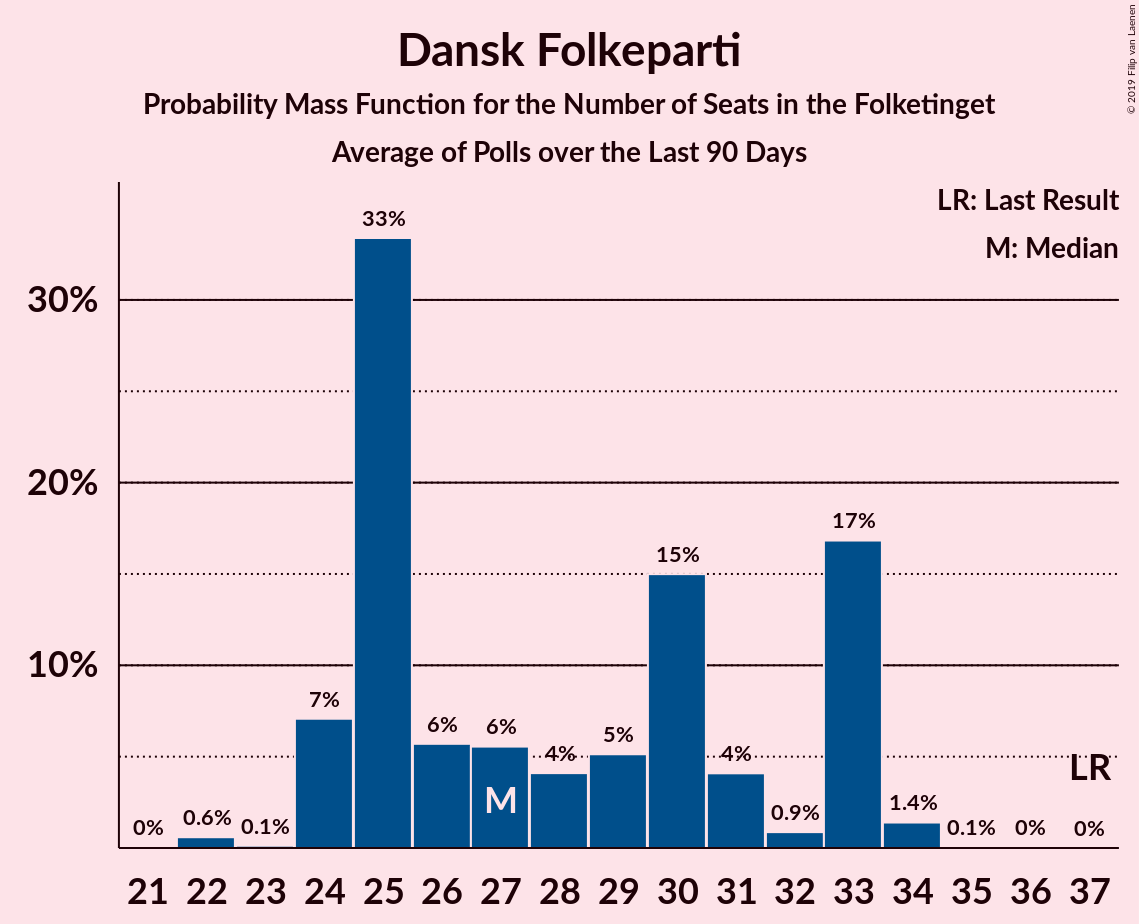 Dansk Folkeparti
Probability Mass Function for the Number of Seats in the Folketinget
Average of Polls over the Last 90 Days
© 2019 Filip van Laenen
LR: Last Result
M: Median
30%
20%
10%
0%
0.6%
0.1%
7%
33%
6%
6%
4%
5%
15%
4%
0.9%
17%
1.4%
0.1%
0%
0%
M
LR
21 22 23 24 25 26 27 28 29 30 31 32 33 34 35 36 37